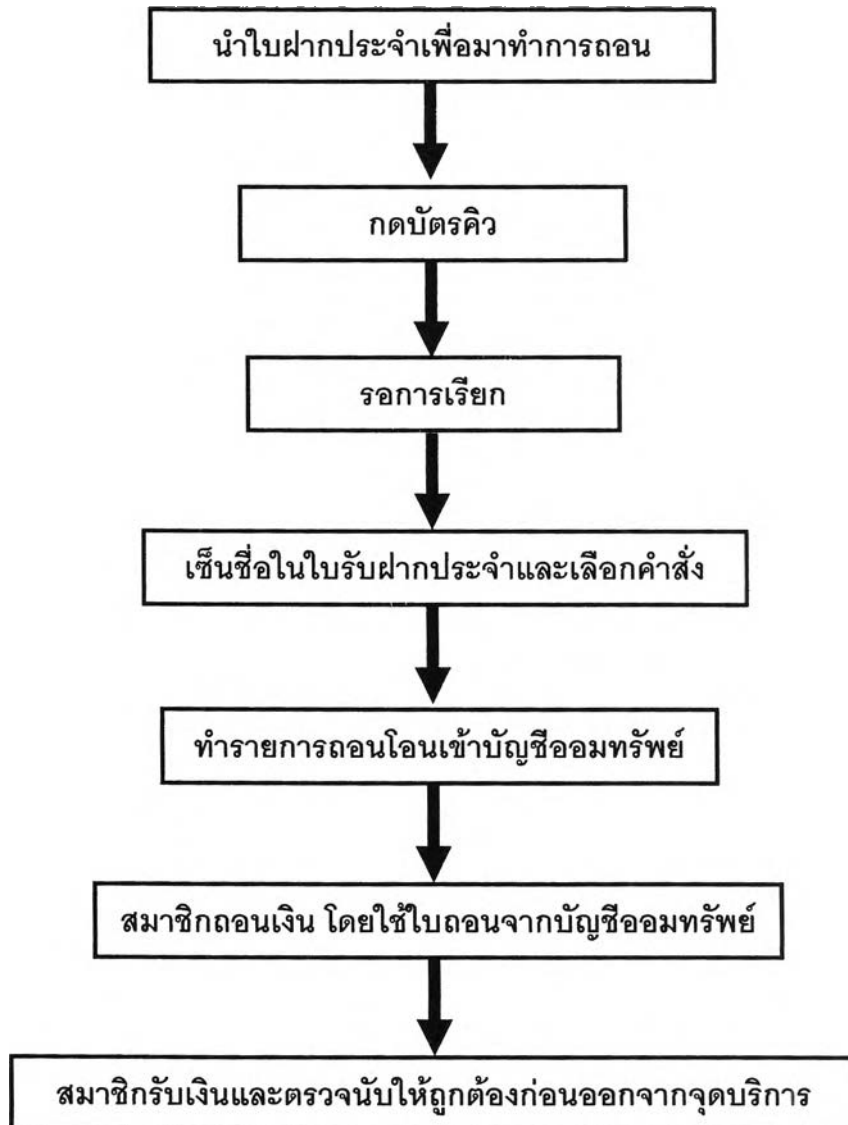 นำใบฝากประจำเพื่อมาทำการถอน
กดบัตรคิว
รอการเรียก
เซ็นชื่อในใบรับฝากประจำและเลือกคำสั่ง
ทำรายการถอนโอนเข้าบัญชีออมทรัพย์
สมาชิกถอนเงิน โดยใช้ใบถอนจากบัญชีออมทรัพย์
สมาชิกรับเงินและตรวจนับให้ถูกต้องก่อนออกจากจุดบริการ